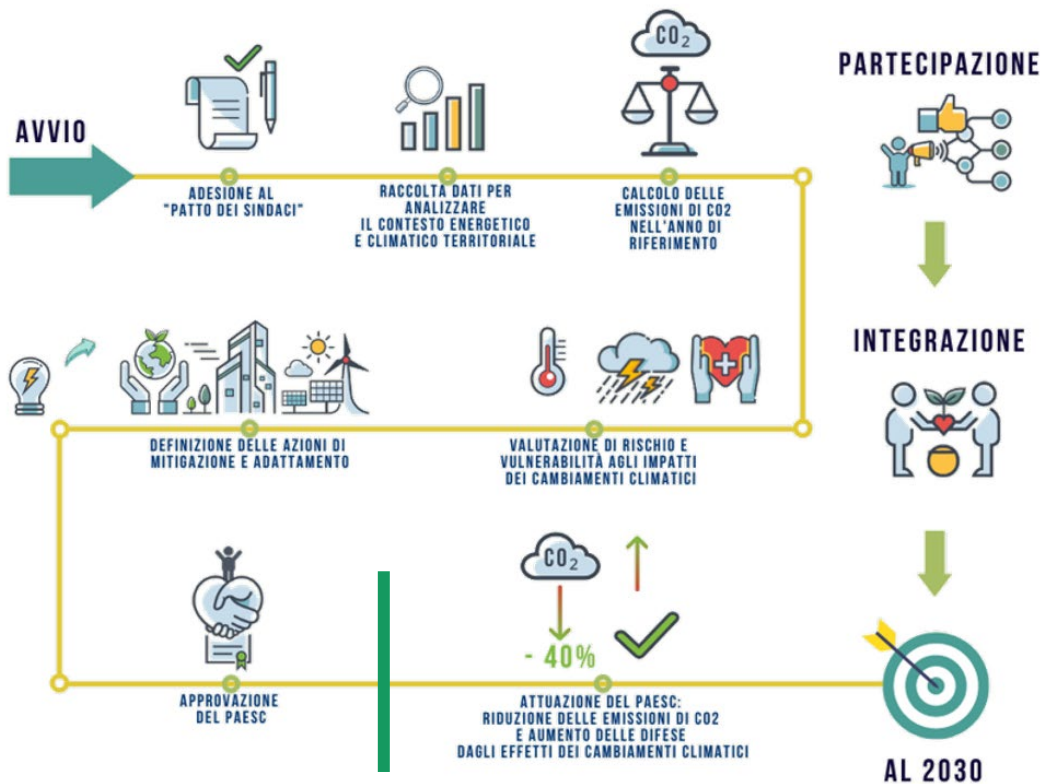 CO2
PARTECIPAZIONE
AVVIO
ADESIONE AL
"PATTO DEI SINDACI"
RACCOLTA DATI PER
ANALIZZARE
IL CONTESTO ENERGETICO
E CLIMATICO TERRITORIALE
CALCOLO DELLE
EMISSIONI DI CO2
NELL'ANNO DI
RIFERIMENTO
INTEGRAZIONE
DEFINIZIONE DELLE AZIONI DI
MITIGAZIONE E ADATTAMENTO
VALUTAZIONE DI RISCHIO E
VULNERABILITÀ AGLI IMPATTI
DEI CAMBIAMENTI CLIMATICI
CO2
- 40%
APPROVAZIONE
DEL PAESC
ATTUAZIONE DEL PAESC:
RIDUZIONE DELLE EMISSIONI DI CO2
E AUMENTO DELLE DIFESE
DAGLI EFFETTI DEI CAMBIAMENTI CLIMATICI
AL 2030